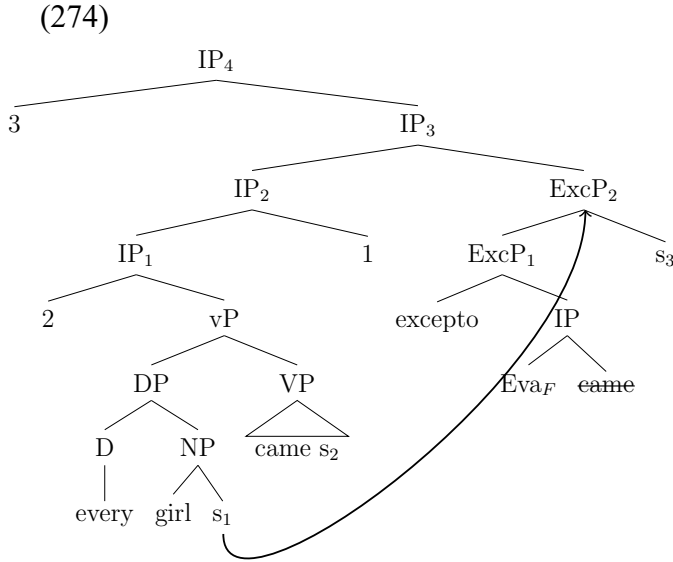 (274)
IP₄
3 IP₃
IP₂ ExcP₂
IP₁ 1 ExcP₁ s₃
2 vP excepto IP
DP VP Eva_F came
D NP came s₂
every girl s₁